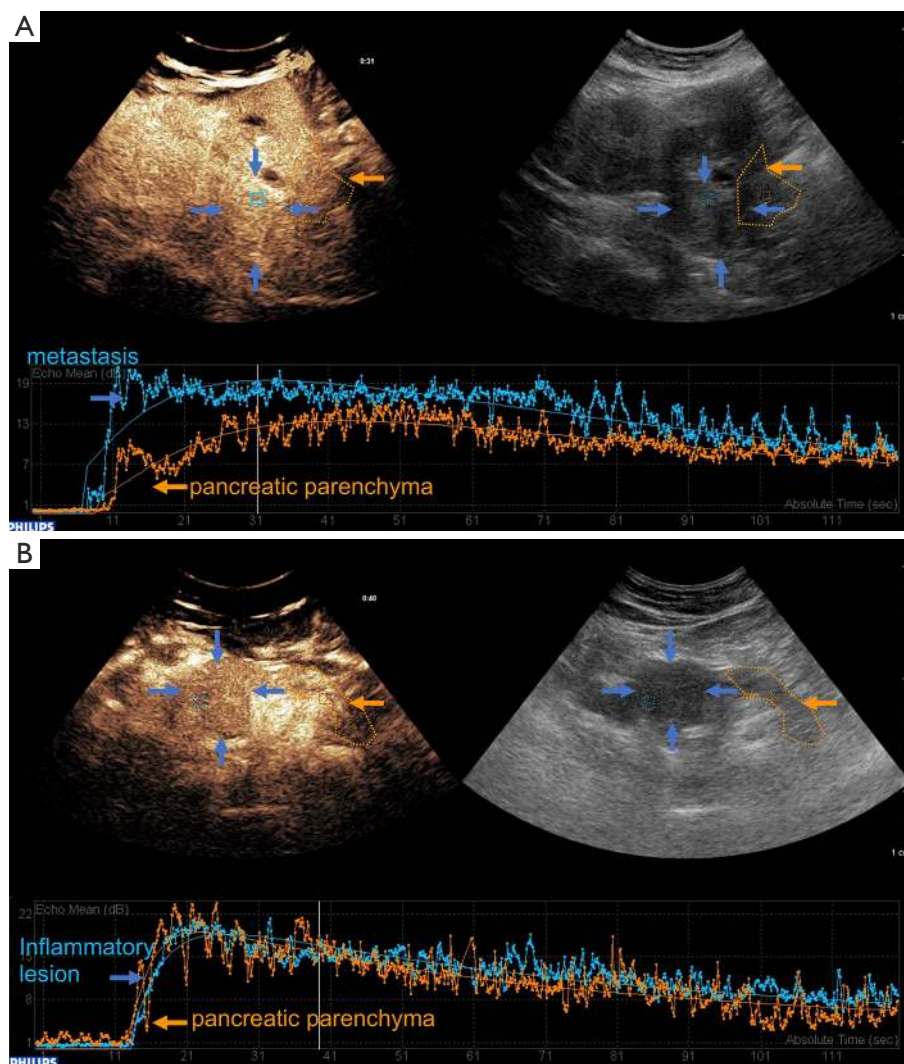 A
0:31
1 c
metastasis
Echo Mean (dB)
19
13
7
1
pancreatic parenchyma
Absolute Time (sec)
11 21 31 41 51 61 71 81 91 101 111
PHILIPS
B
0:40
1 c
Echo Mean (dB)
22
Inflammatory
lesion
8
1
pancreatic parenchyma
Absolute Time (sec)
11 21 31 41 51 61 71 81 91 101 111
PHILIPS